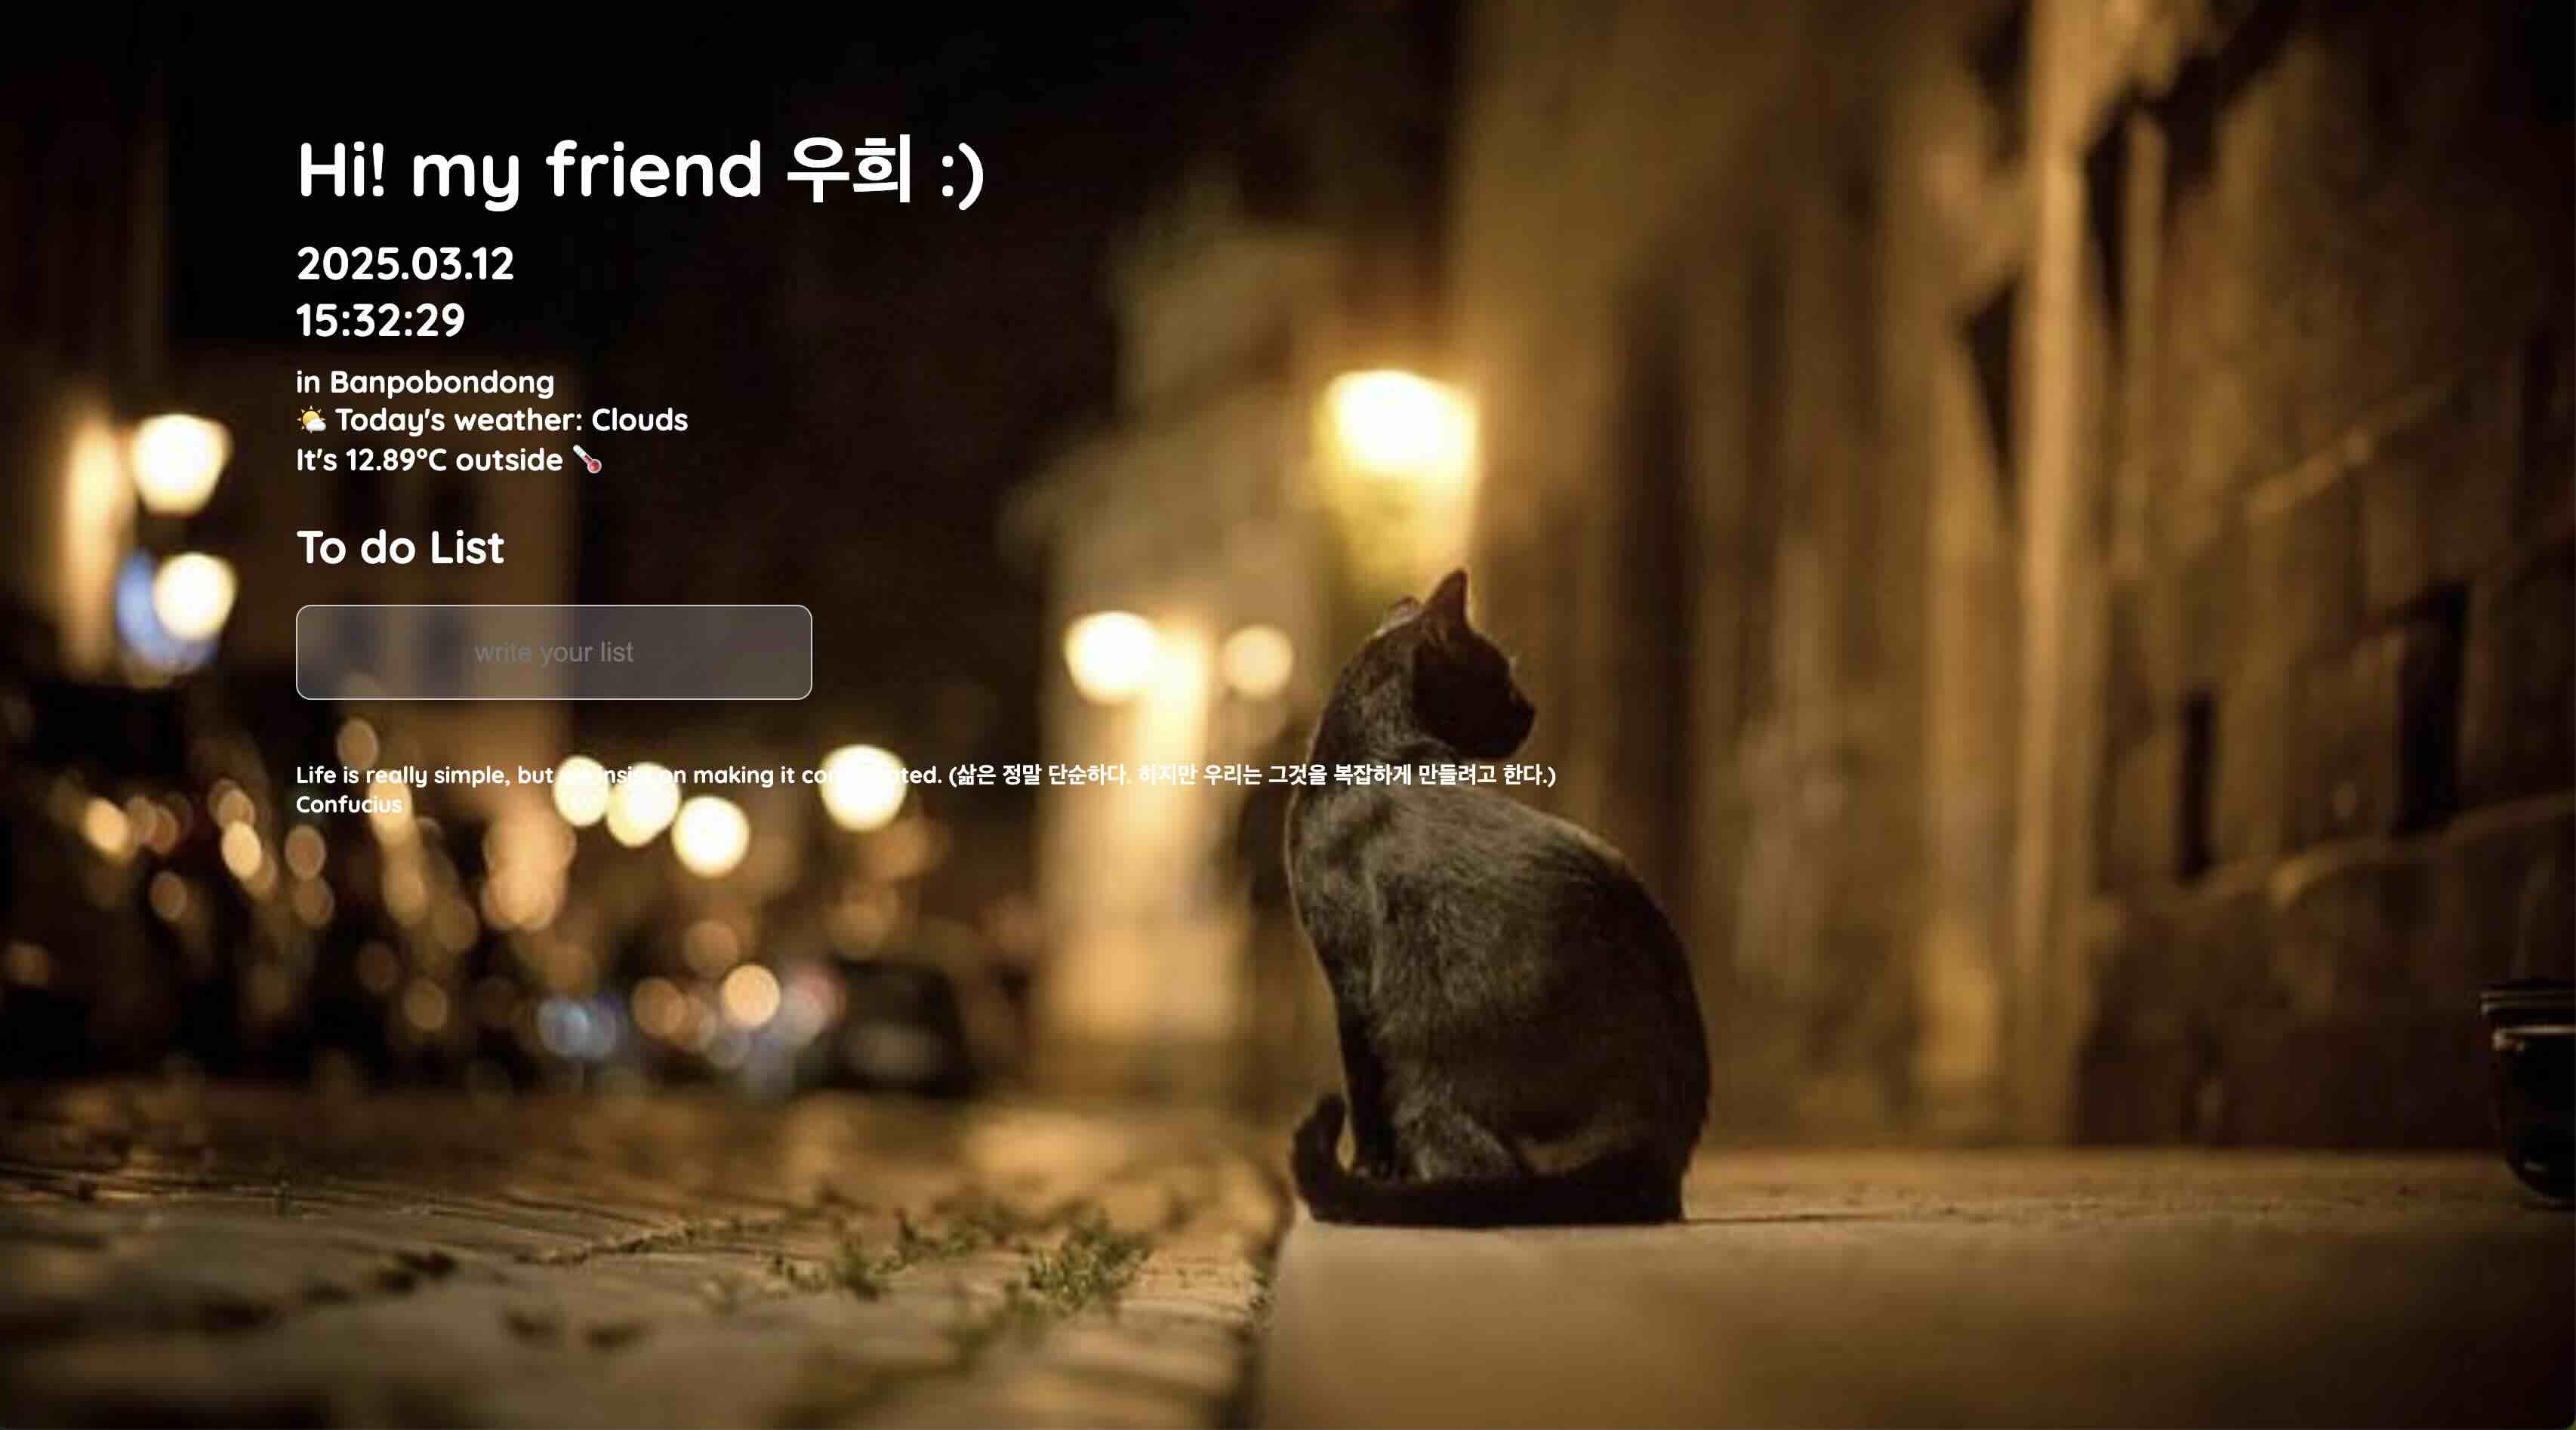 Hi! my friend 우희 :)
2025.03.12
15:32:29
in Banpobondong
🌤️ Today's weather: Clouds
It's 12.89°C outside 🌡️
To do List
write your list
Life is really simple, but we insist on making it complicated. (삶은 정말 단순하다. 하지만 우리는 그것을 복잡하게 만들려고 한다.)
Confucius